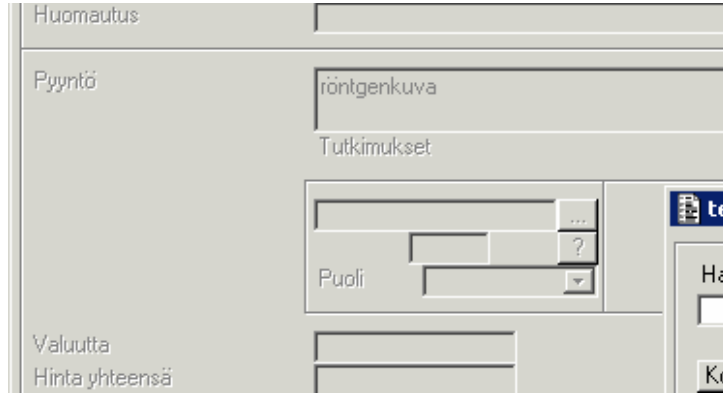 Huomautus
Pyyntö
röntgenkuva
Tutkimukset
...
?
Puoli
Valuutta
Hinta yhteensä